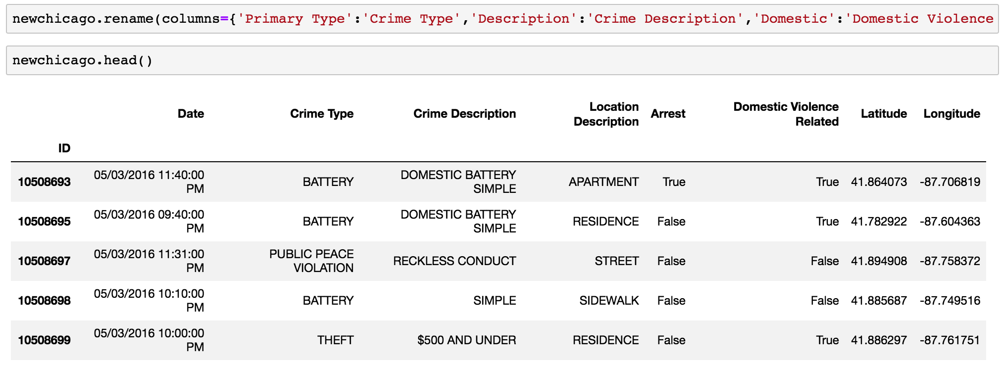 newchicago.rename(columns={'Primary Type':'Crime Type','Description':'Crime Description','Domestic':'Domestic Violence
newchicago.head()
Date Crime Type Crime Description Location Description Arrest Domestic Violence Related Latitude Longitude
ID
10508693 05/03/2016 11:40:00 PM BATTERY DOMESTIC BATTERY SIMPLE APARTMENT True True 41.864073 -87.706819
10508695 05/03/2016 09:40:00 PM BATTERY DOMESTIC BATTERY SIMPLE RESIDENCE False True 41.782922 -87.604363
10508697 05/03/2016 11:31:00 PM PUBLIC PEACE VIOLATION RECKLESS CONDUCT STREET False False 41.894908 -87.758372
10508698 05/03/2016 10:10:00 PM BATTERY SIMPLE SIDEWALK False False 41.885687 -87.749516
10508699 05/03/2016 10:00:00 PM THEFT $500 AND UNDER RESIDENCE False True 41.886297 -87.761751